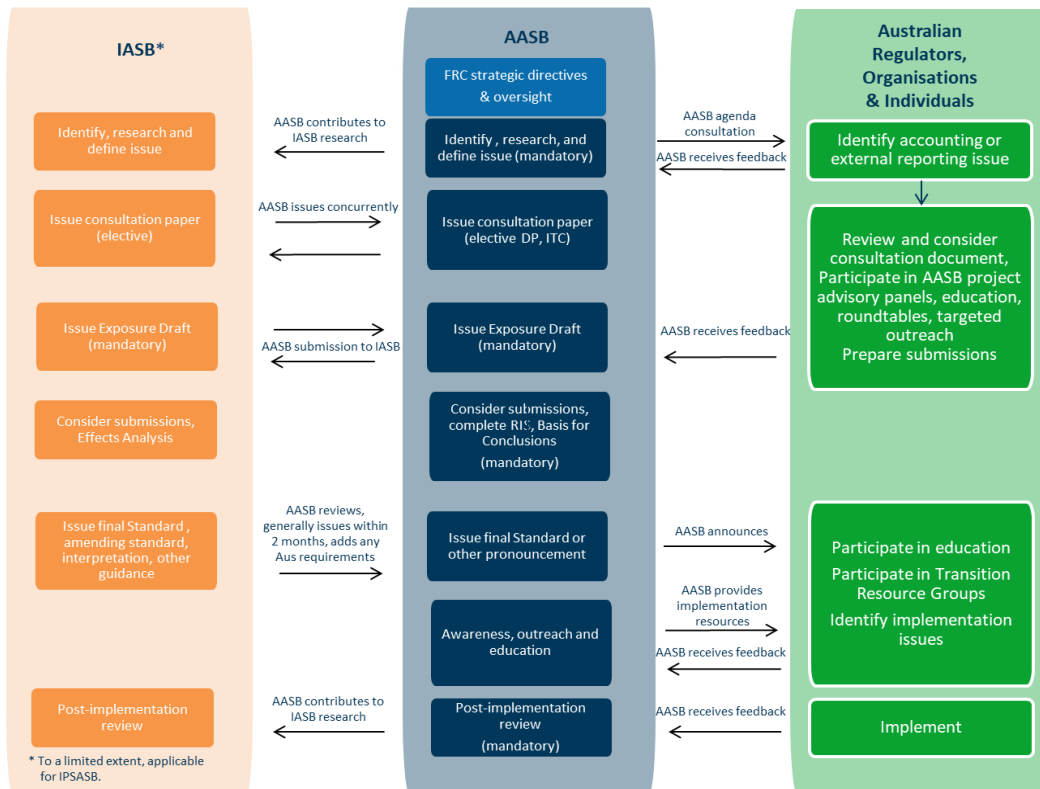 IASB*
Identify, research and
define issue
Issue consultation paper
(elective)
Issue Exposure Draft
(mandatory)
Consider submissions,
Effects Analysis
Issue final Standard ,
amending standard,
interpretation, other
guidance
Post-implementation
review
* To a limited extent, applicable
for IPSASB.
AASB contributes to
IASB research
AASB issues concurrently
AASB submission to IASB
AASB reviews,
generally issues within
2 months, adds any
Aus requirements
AASB contributes to
IASB research
AASB
FRC strategic directives
& oversight
Identify , research, and
define issue (mandatory)
Issue consultation paper
(elective DP, ITC)
Issue Exposure Draft
(mandatory)
Consider submissions,
complete RIS, Basis for
Conclusions
(mandatory)
Issue final Standard or
other pronouncement
Awareness, outreach and
education
Post-implementation
review
(mandatory)
AASB agenda
consultation
AASB receives feedback
AASB receives feedback
AASB announces
AASB provides
implementation
resources
AASB receives feedback
AASB receives feedback
Australian
Regulators,
Organisations
& Individuals
Identify accounting or
external reporting issue
Review and consider
consultation document,
Participate in AASB project
advisory panels, education,
roundtables, targeted
outreach
Prepare submissions
Participate in education
Participate in Transition
Resource Groups
Identify implementation
issues
Implement